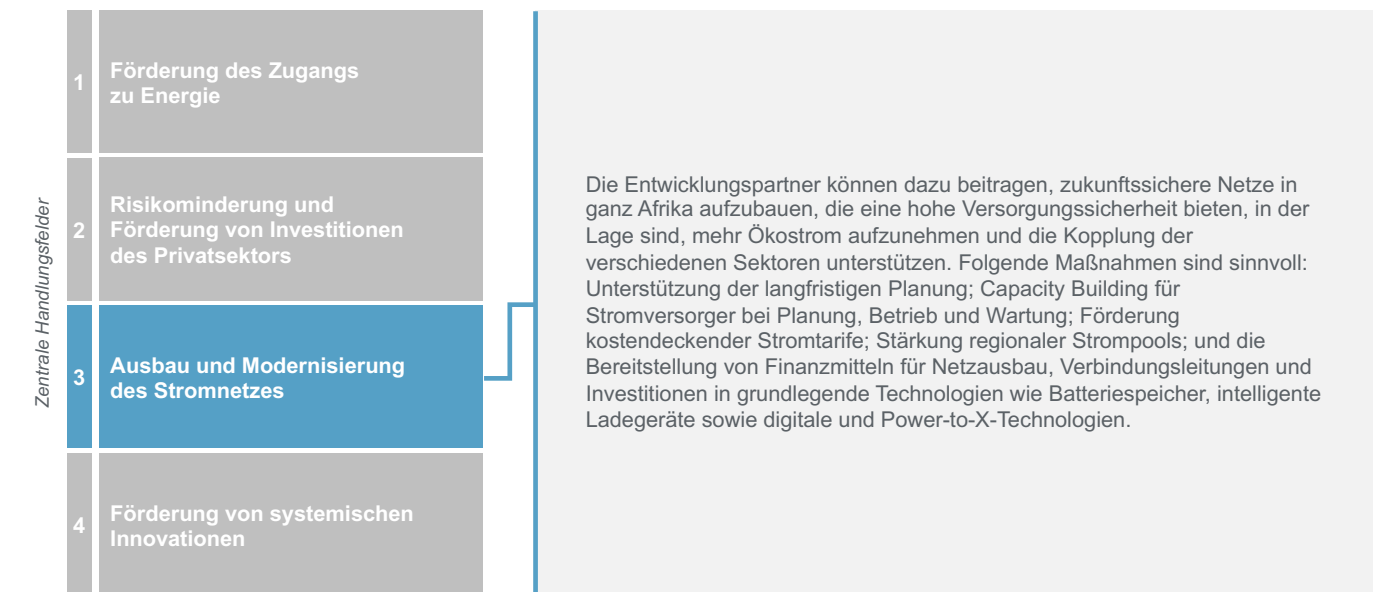 Zentrale Handlungsfelder
1
Förderung des Zugangs
zu Energie
2
Risikominderung und
Förderung von Investitionen
des Privatsektors
3
Ausbau und Modernisierung
des Stromnetzes
4
Förderung von systemischen
Innovationen
Die Entwicklungspartner können dazu beitragen, zukunftssichere Netze in
ganz Afrika aufzubauen, die eine hohe Versorgungssicherheit bieten, in der
Lage sind, mehr Ökostrom aufzunehmen und die Kopplung der
verschiedenen Sektoren unterstützen. Folgende Maßnahmen sind sinnvoll:
Unterstützung der langfristigen Planung; Capacity Building für
Stromversorger bei Planung, Betrieb und Wartung; Förderung
kostendeckender Stromtarife; Stärkung regionaler Strompools; und die
Bereitstellung von Finanzmitteln für Netzausbau, Verbindungsleitungen und
Investitionen in grundlegende Technologien wie Batteriespeicher, intelligente
Ladegeräte sowie digitale und Power-to-X-Technologien.